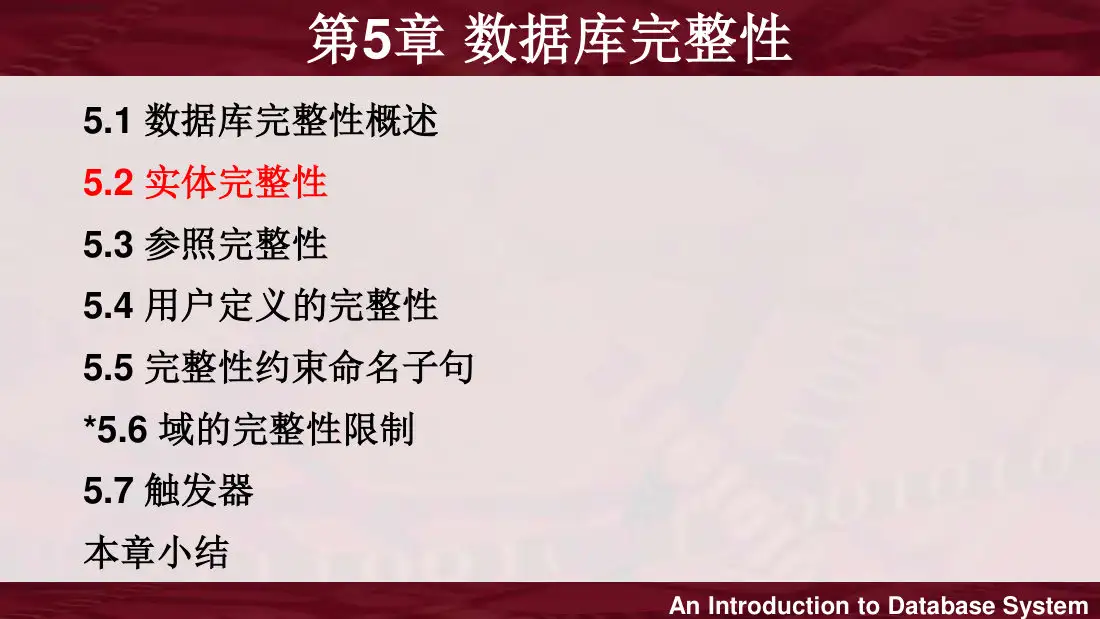 第5章 数据库完整性
5.1 数据库完整性概述
5.2 实体完整性
5.3 参照完整性
5.4 用户定义的完整性
5.5 完整性约束命名子句
*5.6 域的完整性限制
5.7 触发器
本章小结
An Introduction to Database System